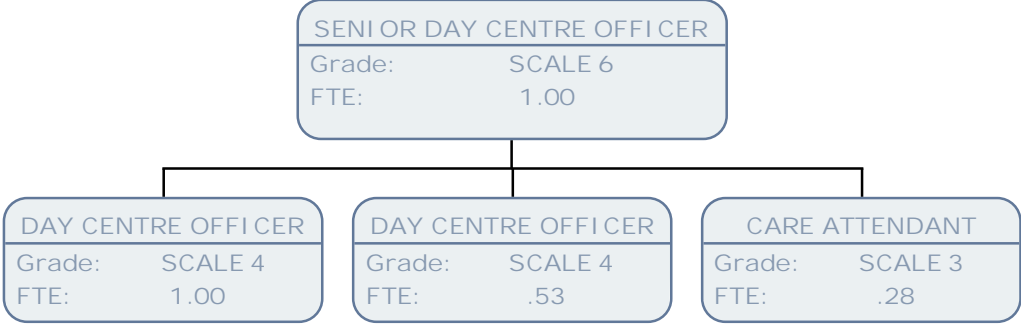 SENIOR DAY CENTRE OFFICER
Grade: SCALE 6
FTE: 1.00
DAY CENTRE OFFICER
Grade: SCALE 4
FTE: 1.00
DAY CENTRE OFFICER
Grade: SCALE 4
FTE: .53
CARE ATTENDANT
Grade: SCALE 3
FTE: .28